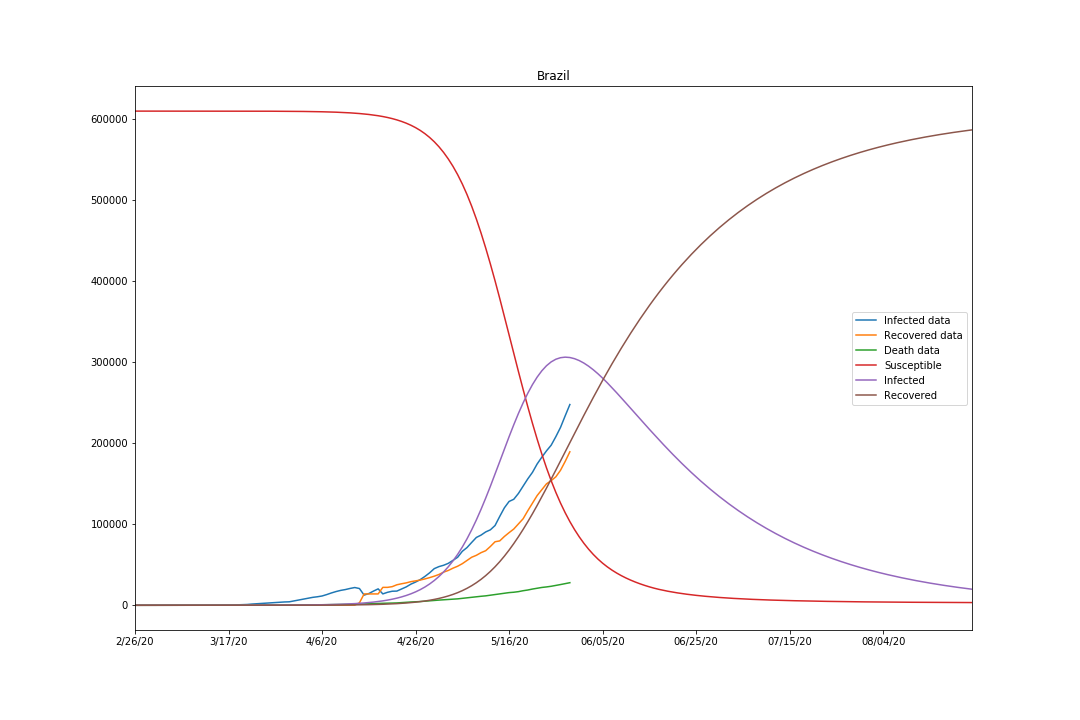 Brazil
600000
500000
400000
300000
200000
100000
0
Infected data
Recovered data
Death data
Susceptible
Infected
Recovered
2/26/20 3/17/20 4/6/20 4/26/20 5/16/20 06/05/20 06/25/20 07/15/20 08/04/20